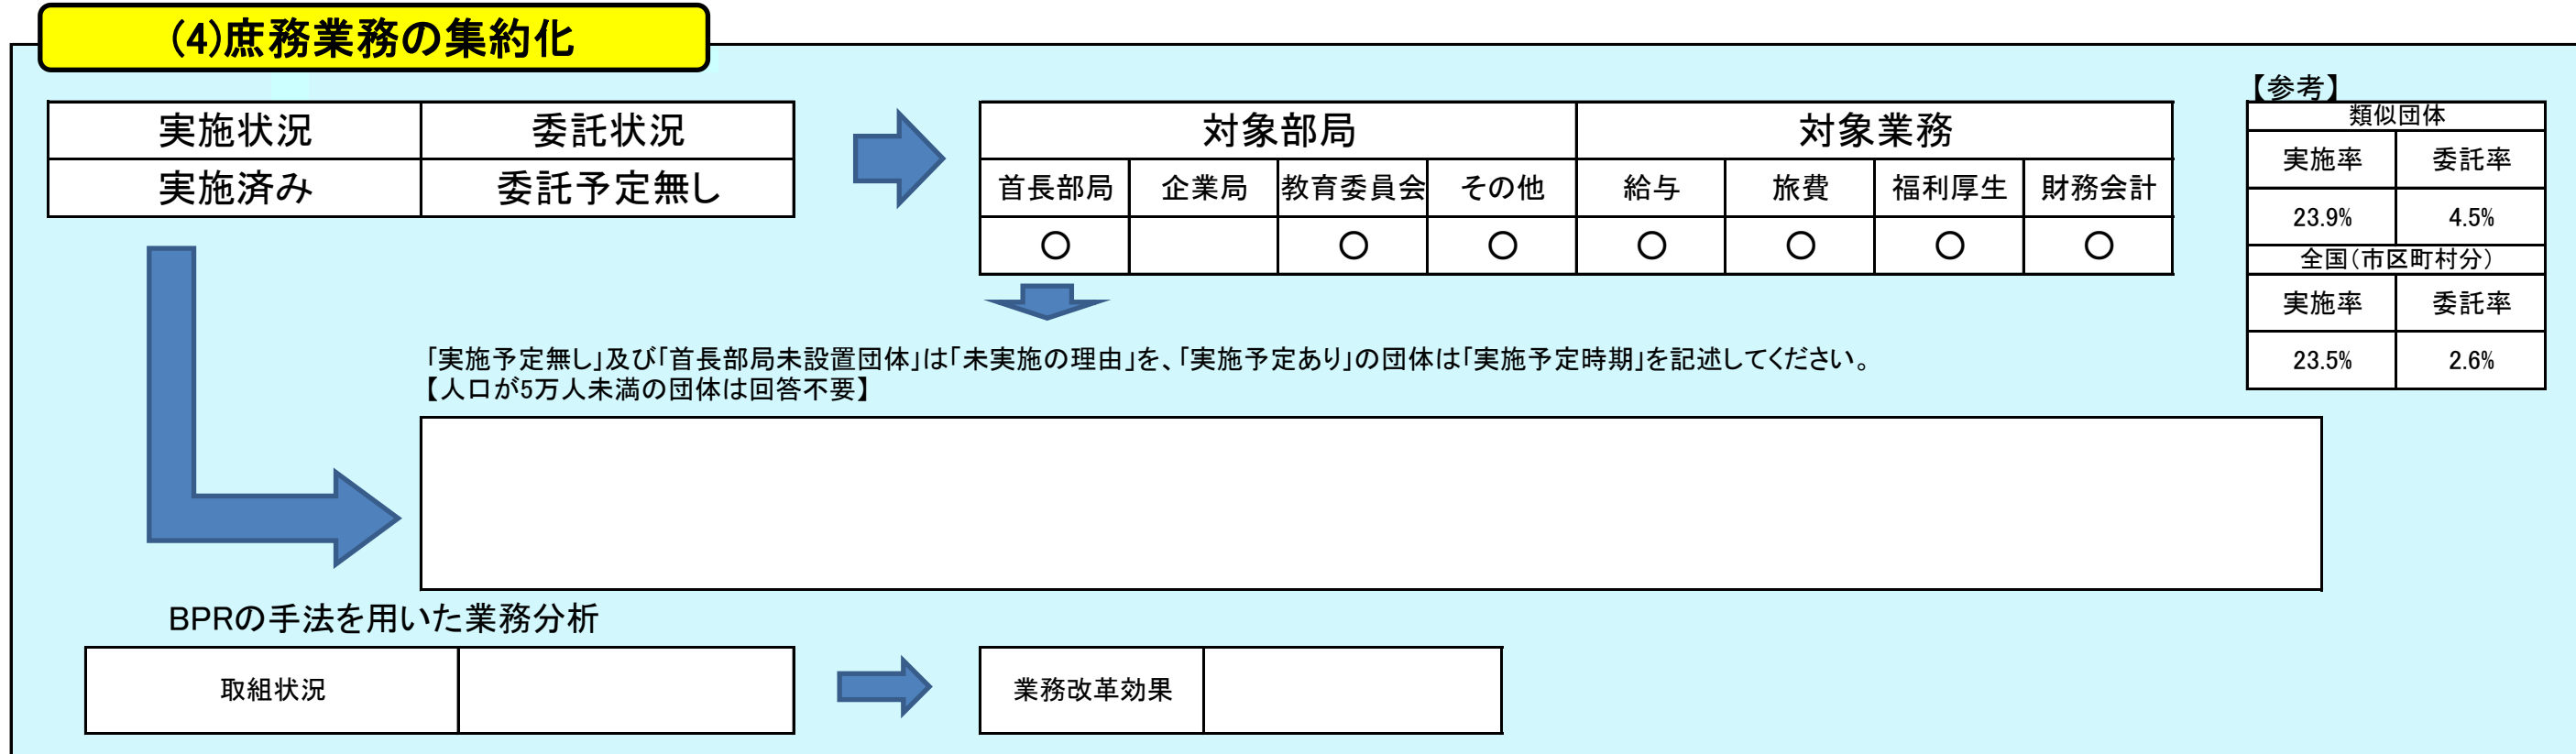 (4)庶務業務の集約化
実施状況 委託状況
実施済み 委託予定無し
対象部局 対象業務
首長部局 企業局 教育委員会 その他 給与 旅費 福利厚生 財務会計
○ ○ ○ ○ ○ ○ ○
【参考】
類似団体
実施率 委託率
23.9% 4.5%
全国(市区町村分)
実施率 委託率
23.5% 2.6%
「実施予定無し」及び「首長部局未設置団体」は「未実施の理由」を、「実施予定あり」の団体は「実施予定時期」を記述してください。
【人口が5万人未満の団体は回答不要】
BPRの手法を用いた業務分析
取組状況
業務改革効果